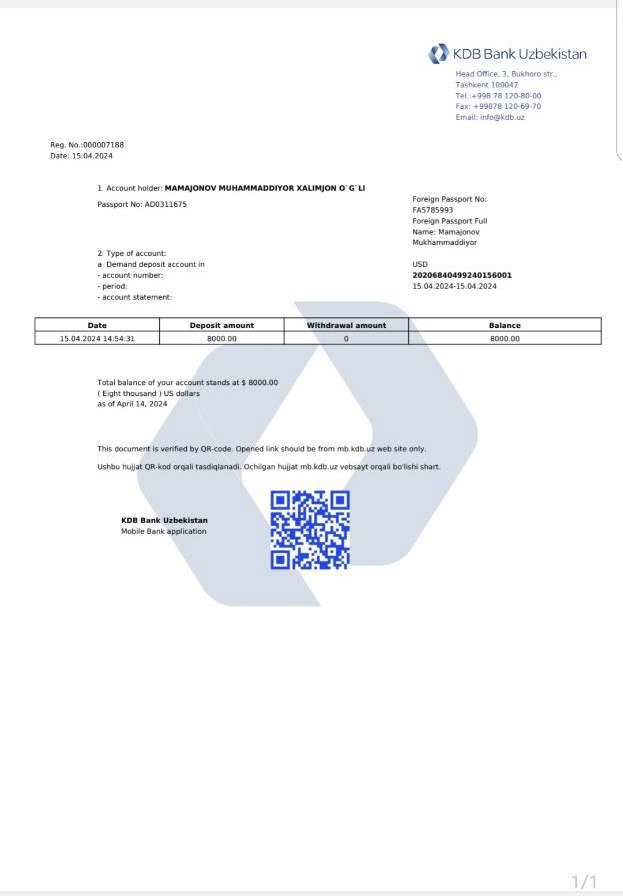 KDB Bank Uzbekistan
Head Office, 3, Bukhoro str.,
Tashkent 100047
Tel.:+998 78 120-80-00
Fax: +99878 120-69-70
Email: info@kdb.uz
Reg. No.:000007188
Date: 15.04.2024
1. Account holder: MAMAJONOV MUHAMMADDIYOR XALIMJON O`G`LI
Passport No: AD0311675
Foreign Passport No:
FA5785993
Foreign Passport Full
Name: Mamajonov
Mukhammaddiyor
2. Type of account:
a. Demand deposit account in USD
- account number: 20206840499240156001
- period: 15.04.2024-15.04.2024
- account statement:
Date Deposit amount Withdrawal amount Balance
15.04.2024 14:54:31 8000.00 0 8000.00
Total balance of your account stands at $ 8000.00
( Eight thousand ) US dollars
as of April 14, 2024
This document is verified by QR-code. Opened link should be from mb.kdb.uz web site only.
Ushbu hujjat QR-kod orqali tasdiqlanadi. Ochilgan hujjat mb.kdb.uz vebsayt orqali bo'lishi shart.
KDB Bank Uzbekistan
Mobile Bank application
1/1